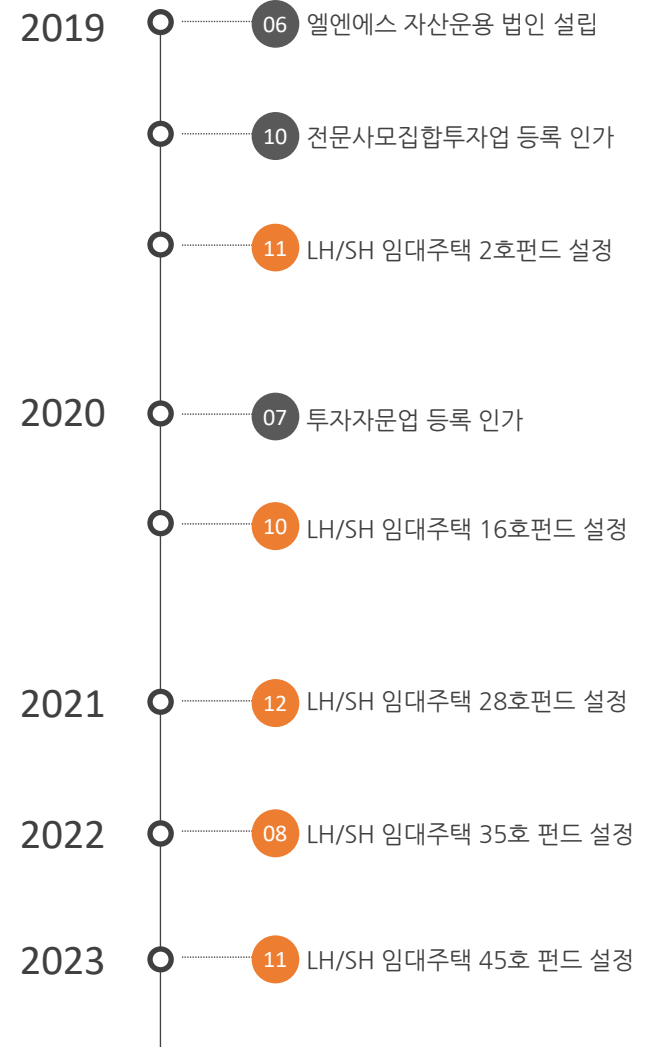 2019 06 엘엔에스 자산운용 법인 설립
10 전문사모집합투자업 등록 인가
11 LH/SH 임대주택 2호펀드 설정
2020 07 투자자문업 등록 인가
10 LH/SH 임대주택 16호펀드 설정
2021 12 LH/SH 임대주택 28호펀드 설정
2022 08 LH/SH 임대주택 35호 펀드 설정
2023 11 LH/SH 임대주택 45호 펀드 설정